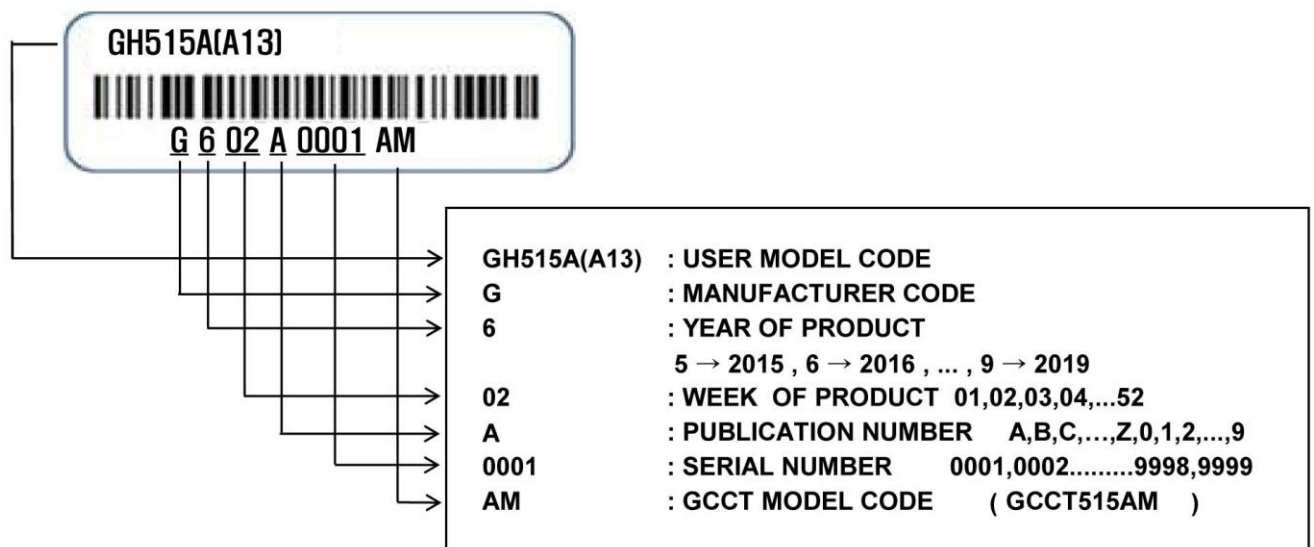 GH515A(A13)
G 6 02 A 0001 AM
GH515A(A13) : USER MODEL CODE
G : MANUFACTURER CODE
6 : YEAR OF PRODUCT
5 → 2015 , 6 → 2016 , ... , 9 → 2019
02 : WEEK OF PRODUCT 01,02,03,04,...52
A : PUBLICATION NUMBER A,B,C,...,Z,0,1,2,...,9
0001 : SERIAL NUMBER 0001,0002.........9998,9999
AM : GCCT MODEL CODE ( GCCT515AM )